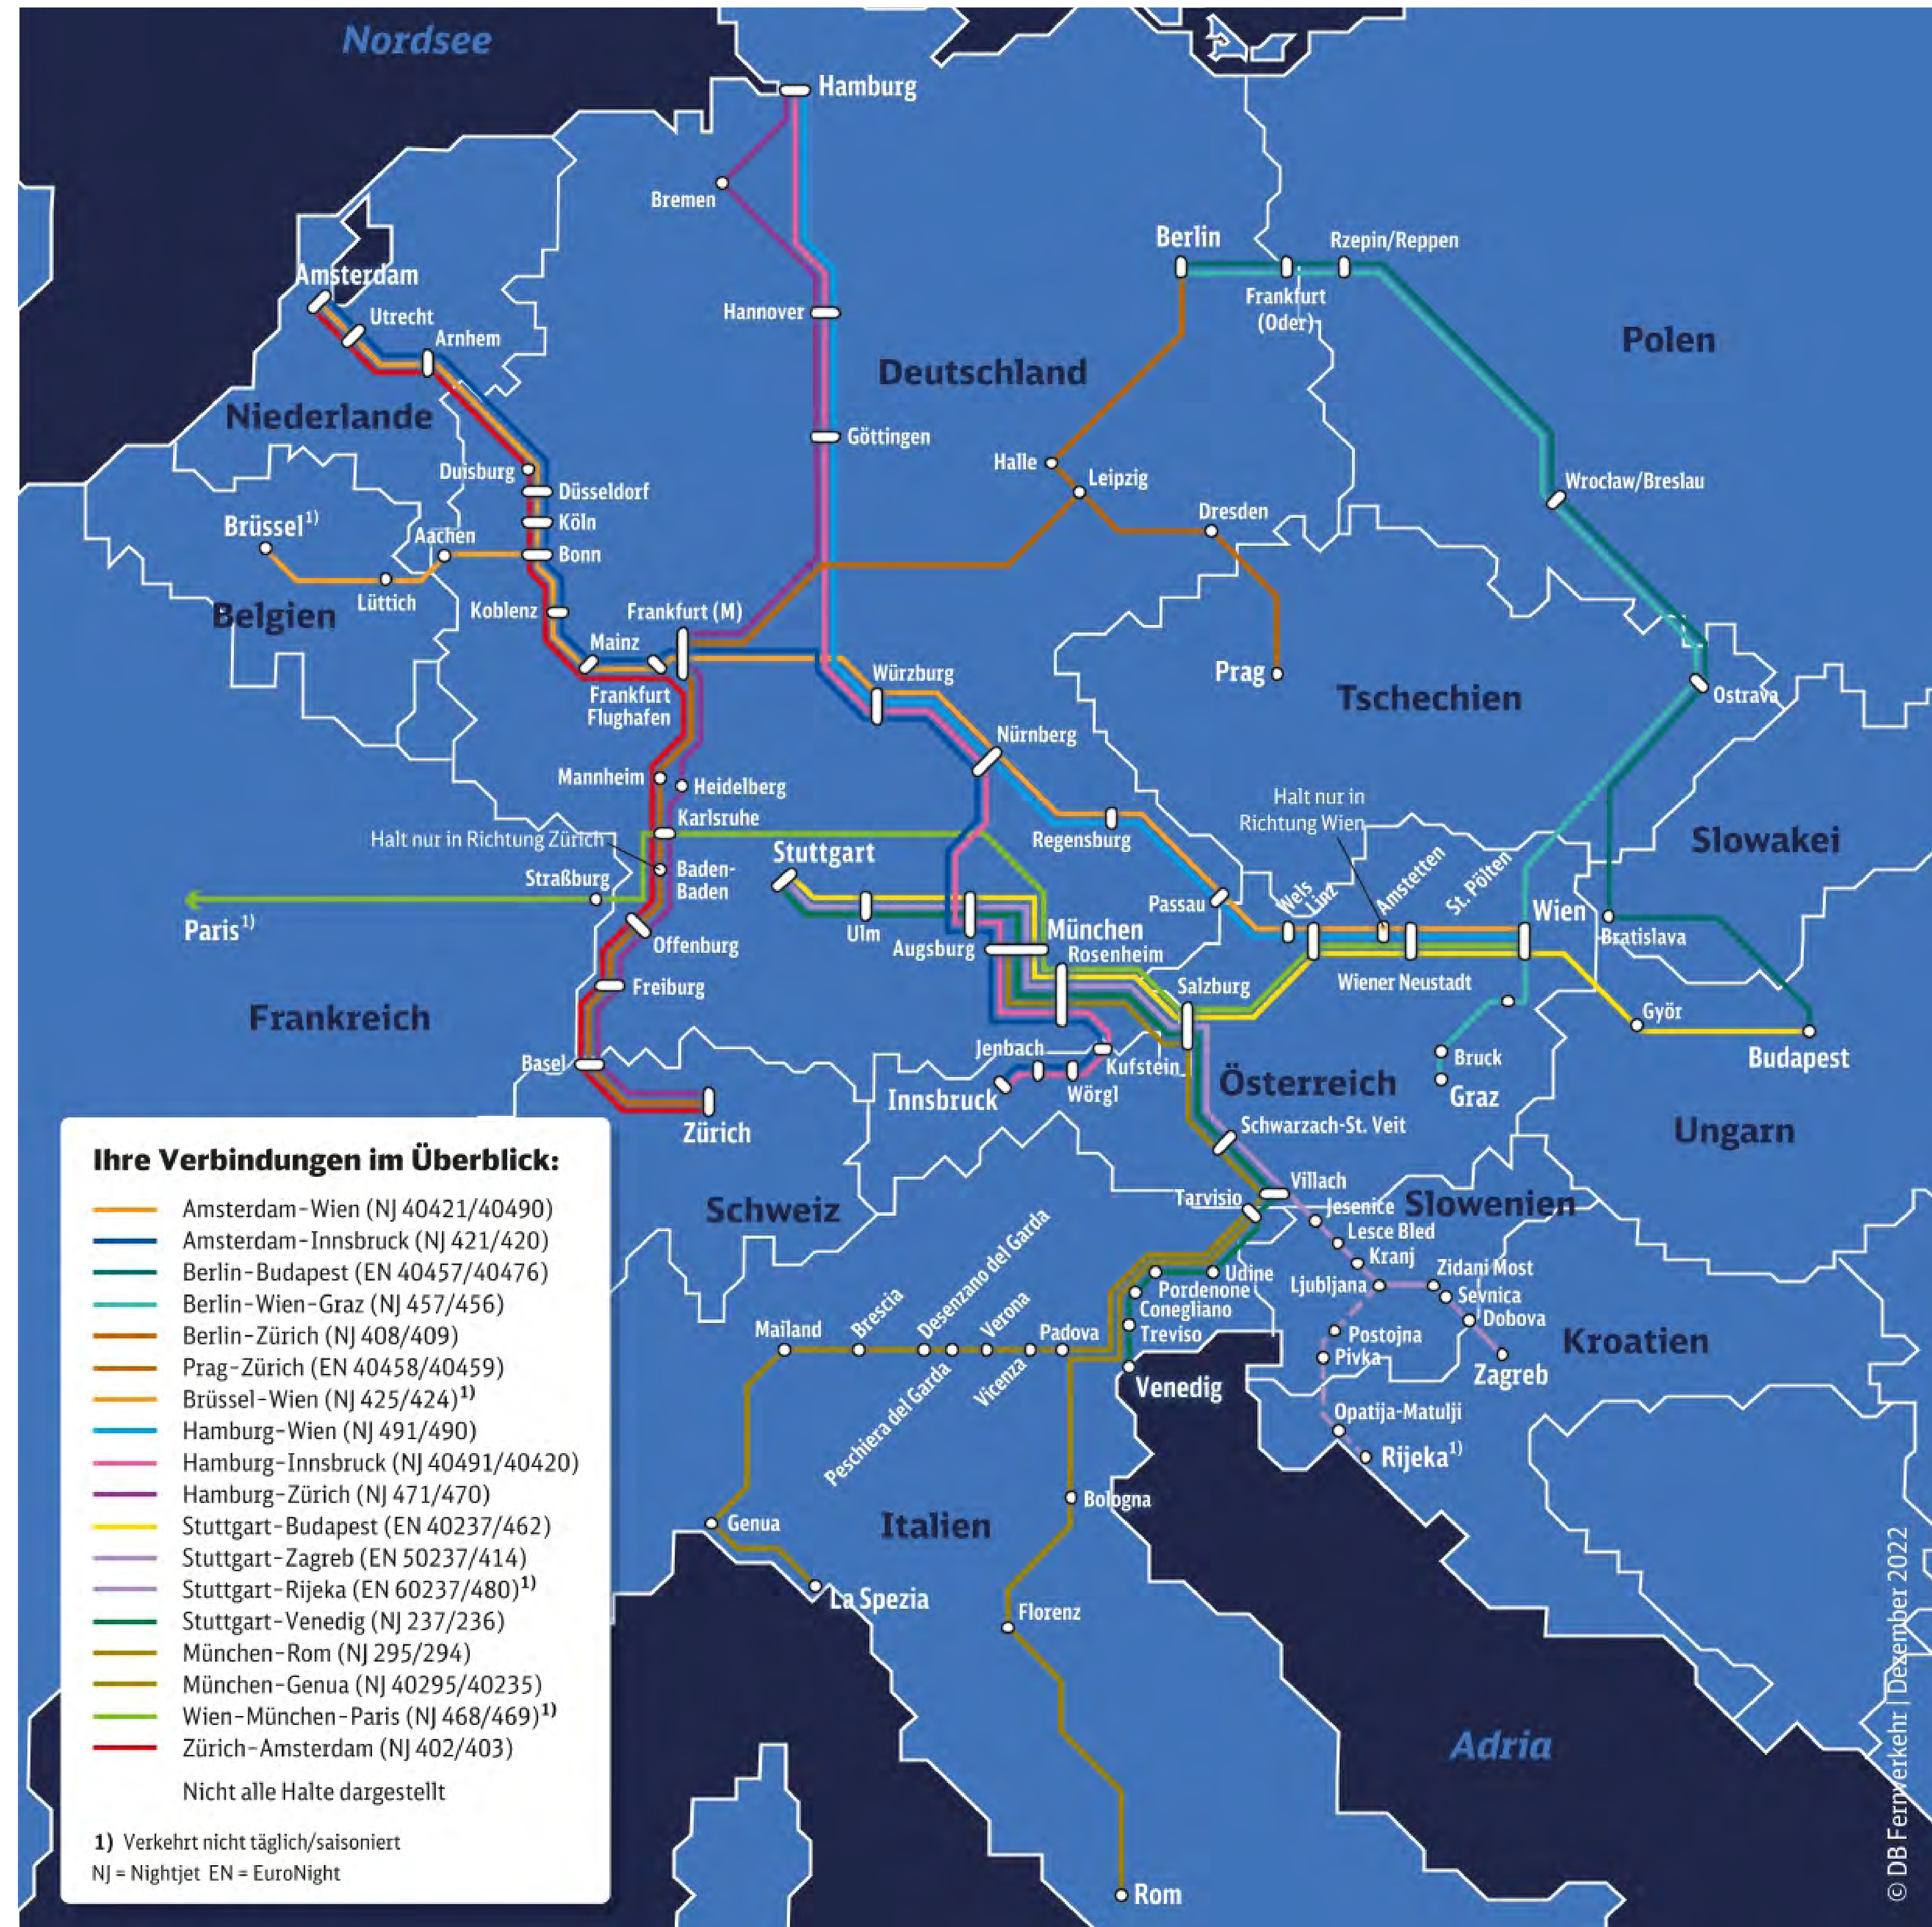 Nordsee
Hamburg
Bremen
Berlin
Rzepin/Reppen
Amsterdam
Frankfurt
(Oder)
Utrecht
Hannover
Arnhem
Polen
Deutschland
Niederlande
Göttingen
Halle
Leipzig
Duisburg
Düsseldorf
Wrocław/Breslau
Dresden
Brüssel1)
Köln
Aachen
Bonn
Lüttich
Belgien
Koblenz
Frankfurt (M)
Mainz
Würzburg
Prag
Tschechien
Ostrava
Frankfurt
Flughafen
Nürnberg
Mannheim
Heidelberg
Halt nur in
Richtung Wien
Karlsruhe
Halt nur in Richtung Zürich
Regensburg
Slowakei
Stuttgart
Baden-
Baden
Straßburg
Passau
Wels
Linz
Amstetten
St. Pölten
Wien
Paris1)
Ulm
München
Bratislava
Offenburg
Augsburg
Rosenheim
Salzburg
Wiener Neustadt
Freiburg
Frankreich
Györ
Jenbach
Basel
Kufstein
Bruck
Budapest
Österreich
Innsbruck
Wörgl
Graz
Zürich
Schwarzach-St. Veit
Ungarn
Villach
Tarvisio
Jesenice
Slowenien
Schweiz
Lesce Bled
Kranj
Udine
Zidani Most
Ljubljana
Pordenone
Sevnica
Conegliano
Dobova
Mailand
Brescia
Desenzano del Garda
Verona
Padova
Treviso
Postojna
Kroatien
Pivka
Peschiera del Garda
Vicenza
Venedig
Zagreb
Opatija-Matulji
Rijeka1)
Bologna
Genua
Italien
La Spezia
Florenz
Adria
Rom
Ihre Verbindungen im Überblick:
Amsterdam-Wien (NJ 40421/40490)
Amsterdam-Innsbruck (NJ 421/420)
Berlin-Budapest (EN 40457/40476)
Berlin-Wien-Graz (NJ 457/456)
Berlin-Zürich (NJ 408/409)
Prag-Zürich (EN 40458/40459)
Brüssel-Wien (NJ 425/424)1)
Hamburg-Wien (NJ 491/490)
Hamburg-Innsbruck (NJ 40491/40420)
Hamburg-Zürich (NJ 471/470)
Stuttgart-Budapest (EN 40237/462)
Stuttgart-Zagreb (EN 50237/414)
Stuttgart-Rijeka (EN 60237/480)1)
Stuttgart-Venedig (NJ 237/236)
München-Rom (NJ 295/294)
München-Genua (NJ 40295/40235)
Wien-München-Paris (NJ 468/469)1)
Zürich-Amsterdam (NJ 402/403)
Nicht alle Halte dargestellt
1) Verkehrt nicht täglich/saisoniert
NJ = Nightjet EN = EuroNight
© DB Fernverkehr | Dezember 2022